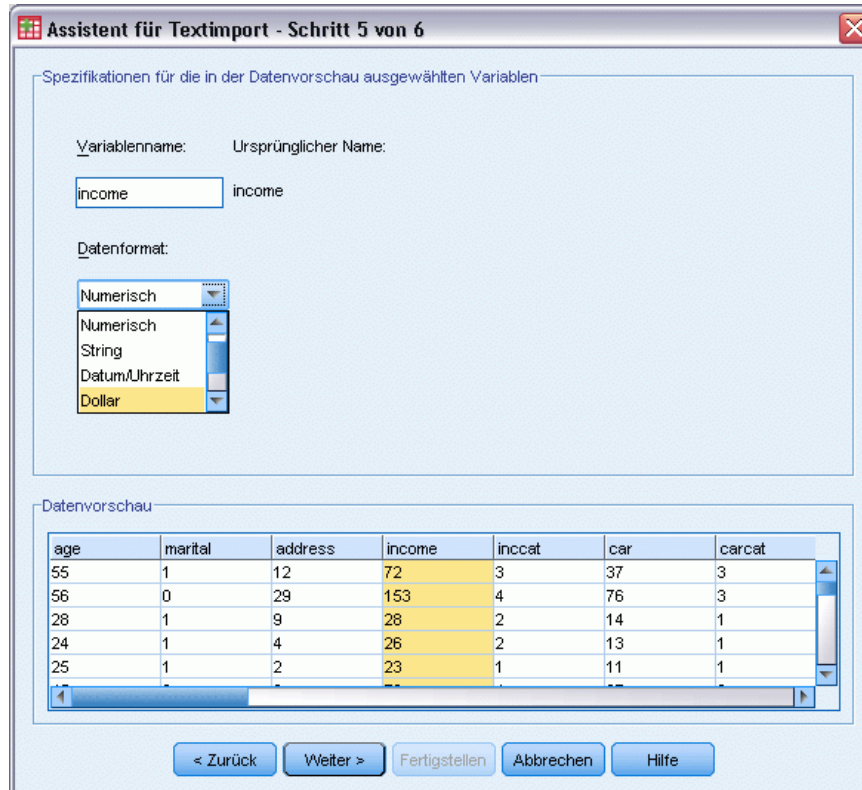 Assistent für Textimport - Schritt 5 von 6
Spezifikationen für die in der Datenvorschau ausgewählten Variablen
Variablenname: Ursprünglicher Name:
income income
Datenformat:
Numerisch
Numerisch
String
Datum/Uhrzeit
Dollar
Datenvorschau
age marital address income inccat car carcat
55 1 12 72 3 37 3
56 0 29 153 4 76 3
28 1 9 28 2 14 1
24 1 4 26 2 13 1
25 1 2 23 1 11 1
< Zurück Weiter > Fertigstellen Abbrechen Hilfe